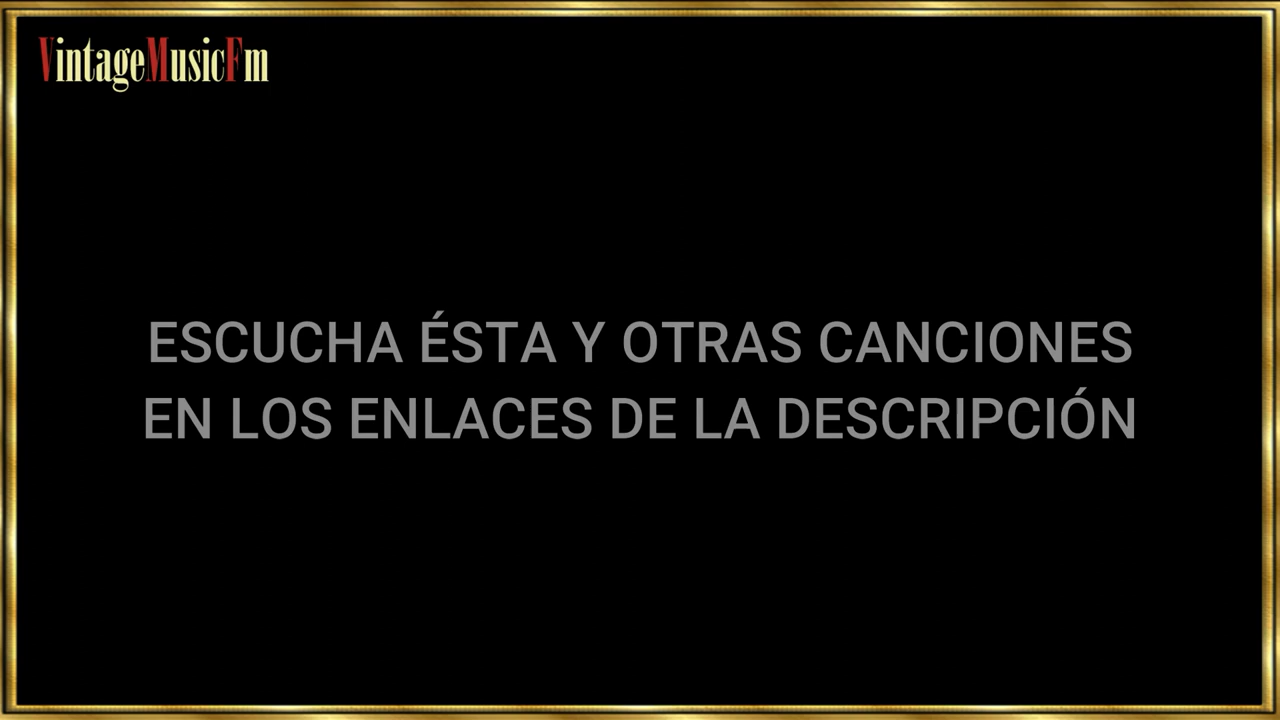 VintageMusicFm
ESCUCHA ÉSTA Y OTRAS CANCIONES
EN LOS ENLACES DE LA DESCRIPCIÓN